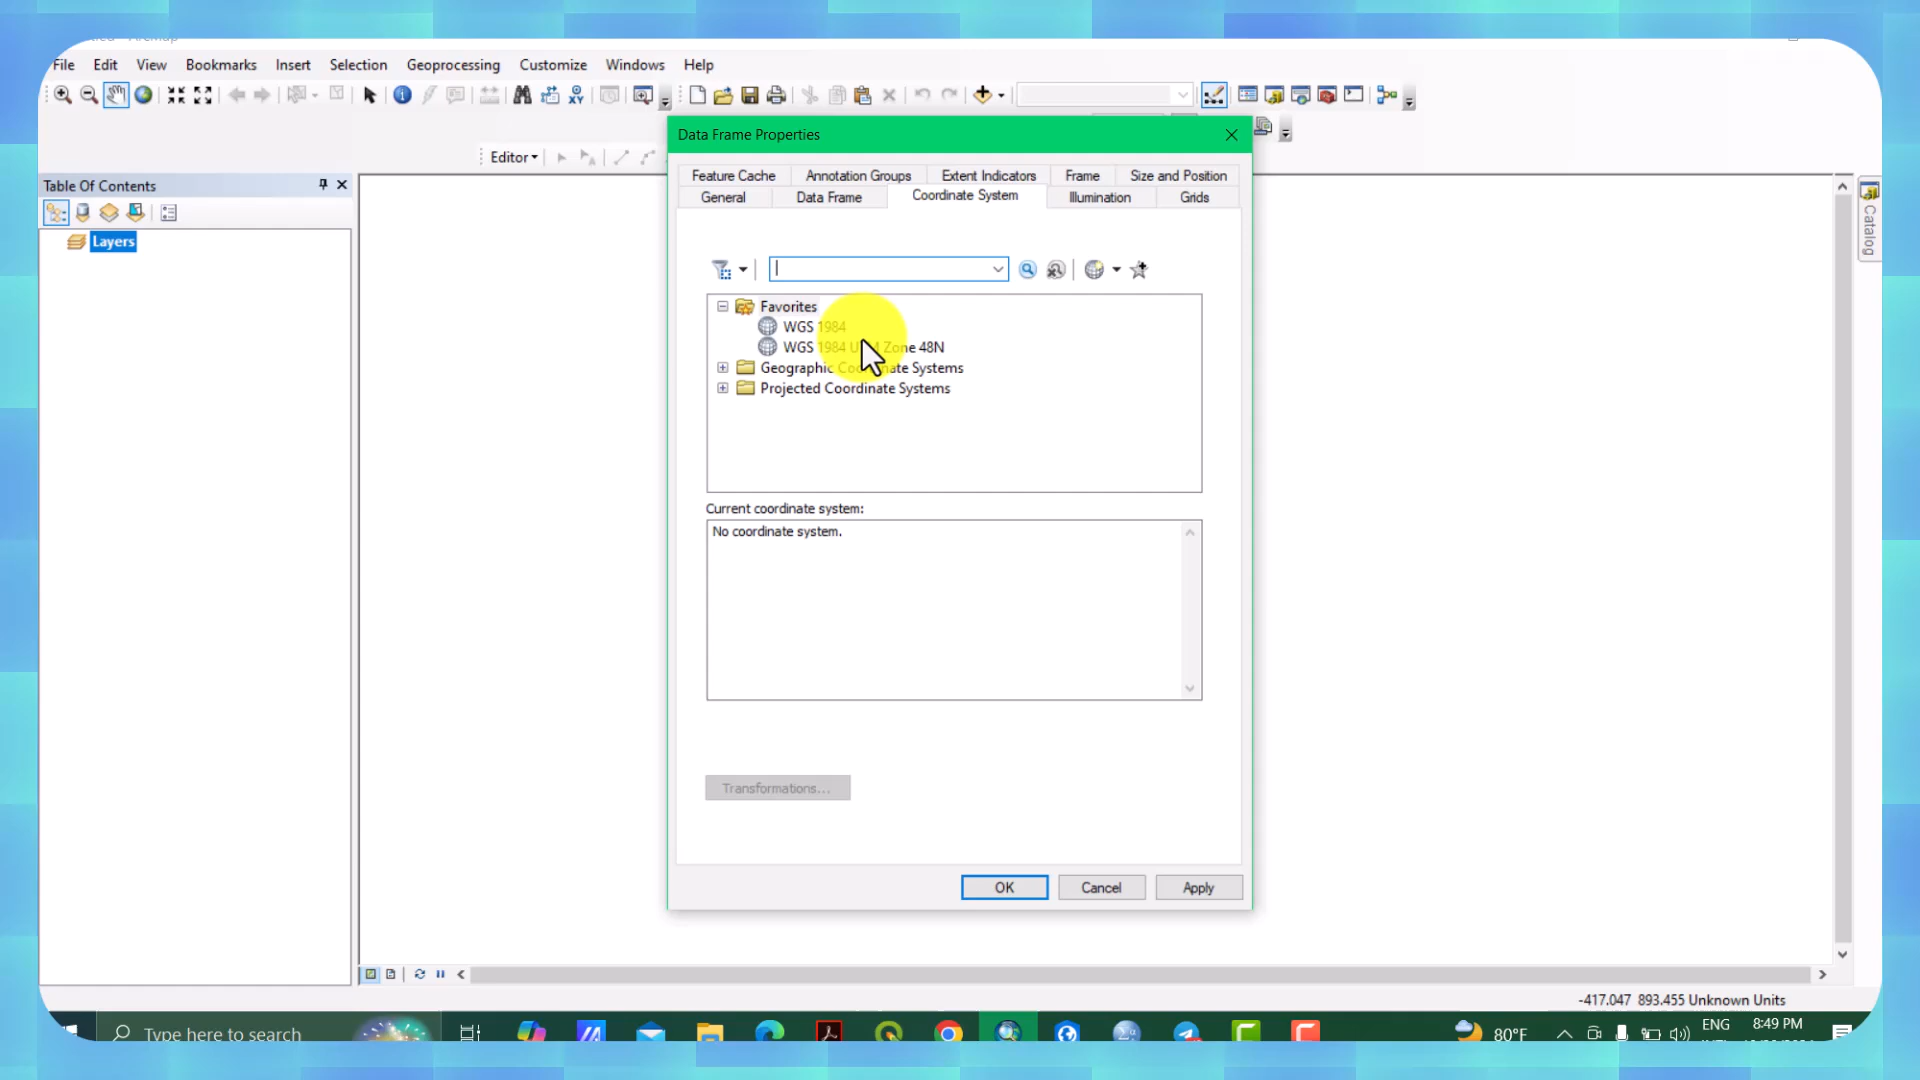 File Edit View Bookmarks Insert Selection Geoprocessing Customize Windows Help
Data Frame Properties
Editor
Feature Cache Annotation Groups Extent Indicators Frame Size and Position
General Data Frame Coordinate System Illumination Grids
Table Of Contents
Layers
Catalog
Favorites
WGS 1984
WGS 1984 UTM Zone 48N
Geographic Coordinate Systems
Projected Coordinate Systems
Current coordinate system:
No coordinate system.
Transformations...
OK Cancel Apply
-417.047 893.455 Unknown Units
Type here to search
80°F ENG 8:49 PM